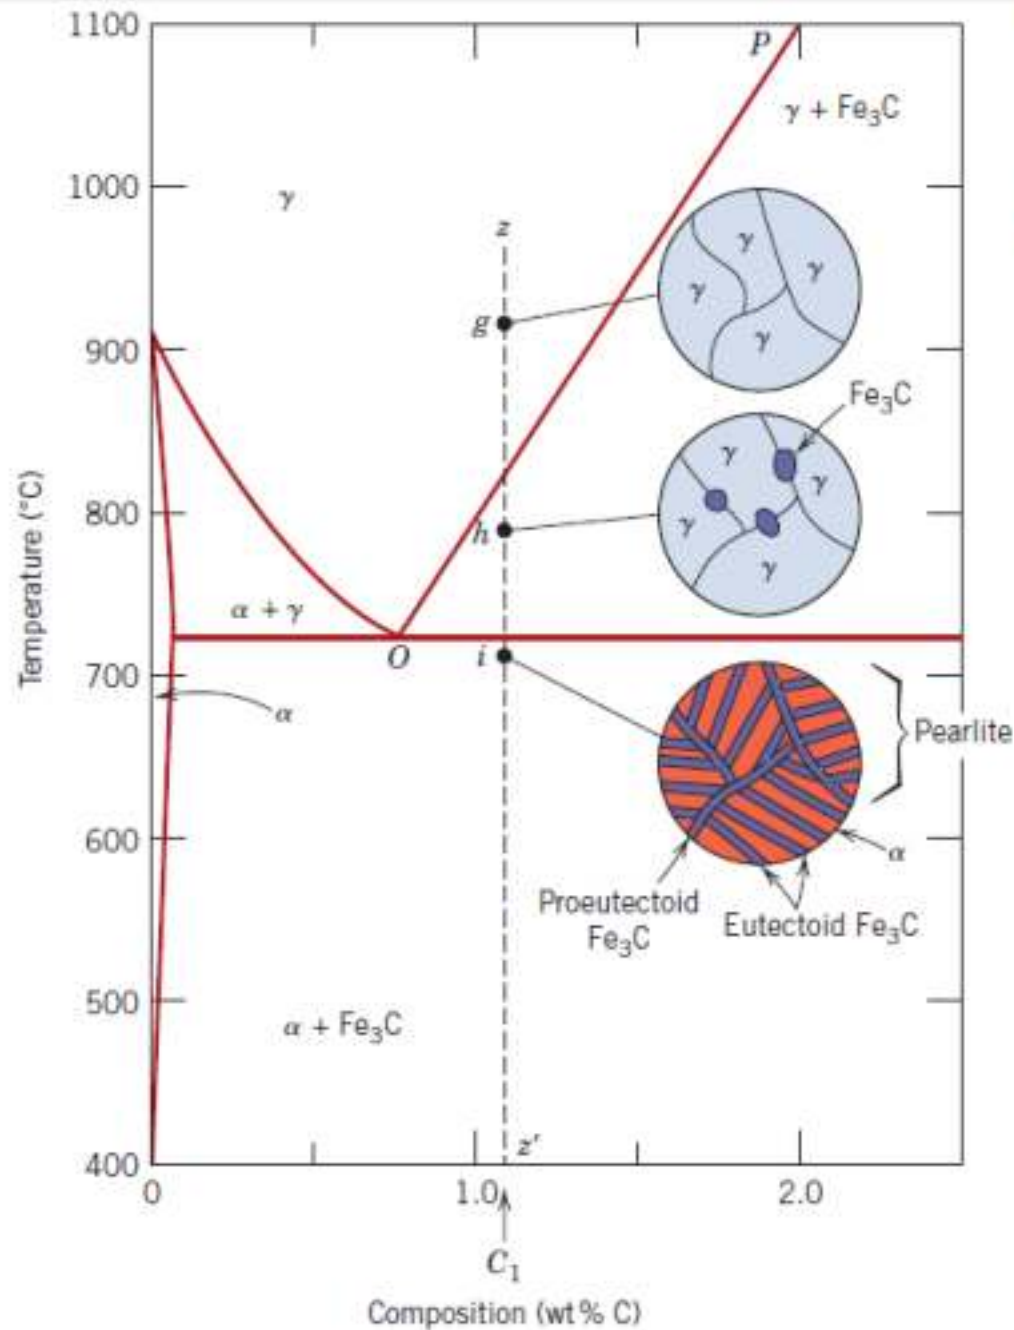 1100
P
γ + Fe₃C
1000
γ
z
γ
γ
γ
g
γ
900
Fe₃C
γ
800
γ
h
γ
γ
Temperature (°C)
α + γ
O
i
700
α
Pearlite
600
α
Proeutectoid
Fe₃C
Eutectoid Fe₃C
500
α + Fe₃C
z′
400
0
1.0
2.0
C₁
Composition (wt% C)